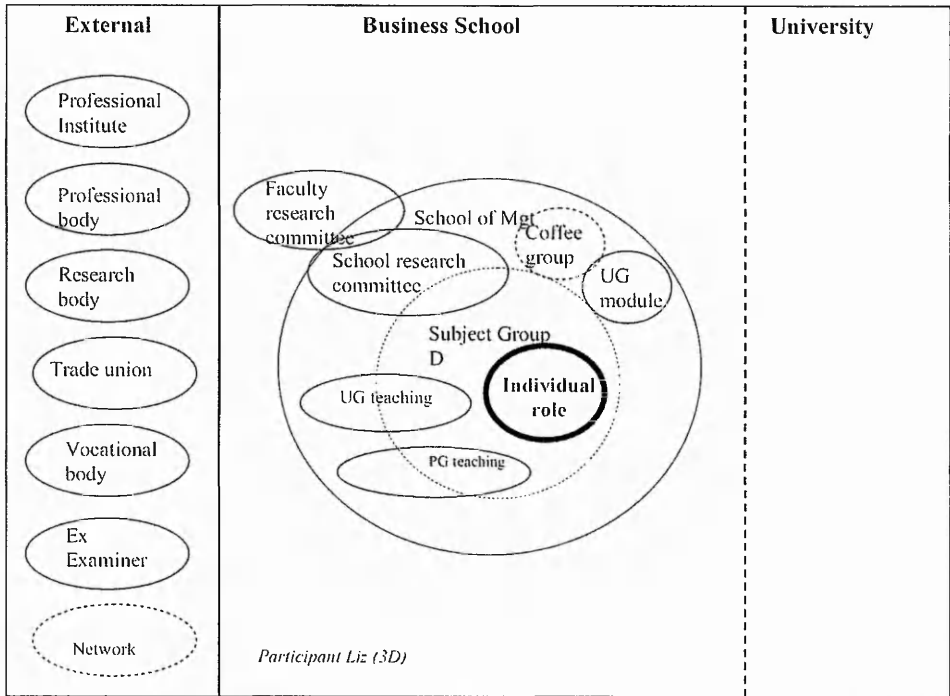 External
Business School
University
Professional
Institute
Professional
body
Research
body
Trade union
Vocational
body
Ex
Examiner
Network
Faculty
research
committee
School of Mgt
Coffee
group
School research
committee
UG
module
Subject Group
D
Individual
role
UG teaching
PG teaching
Participant Liz (3D)